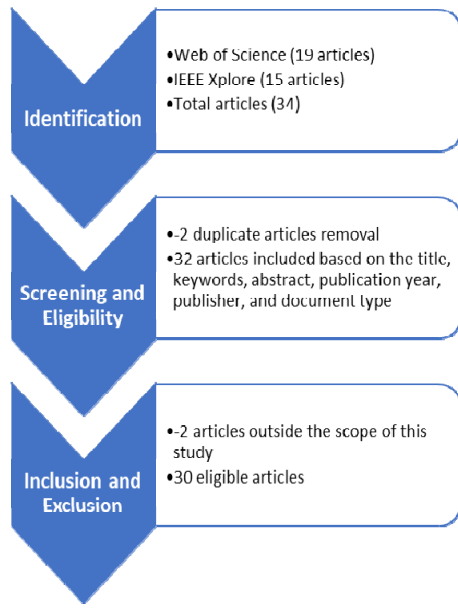 Identification
•Web of Science (19 articles)
•IEEE Xplore (15 articles)
•Total articles (34)
Screening and
Eligibility
•-2 duplicate articles removal
•32 articles included based on the title,
keywords, abstract, publication year,
publisher, and document type
Inclusion and
Exclusion
•-2 articles outside the scope of this
study
•30 eligible articles